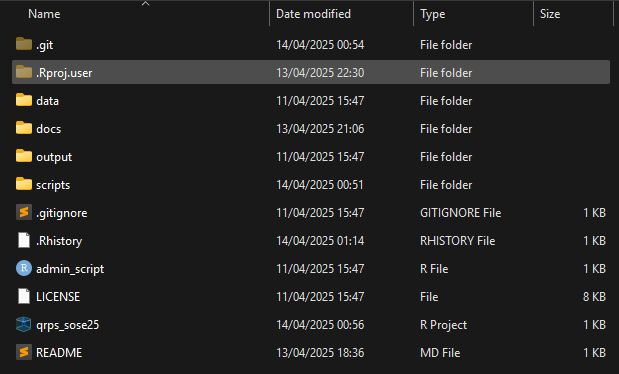 Name Date modified Type Size
.git 14/04/2025 00:54 File folder
.Rproj.user 13/04/2025 22:30 File folder
data 11/04/2025 15:47 File folder
docs 13/04/2025 21:06 File folder
output 11/04/2025 15:47 File folder
scripts 14/04/2025 00:51 File folder
.gitignore 11/04/2025 15:47 GITIGNORE File 1 KB
.Rhistory 14/04/2025 01:14 RHISTORY File 1 KB
R admin_script 11/04/2025 15:47 R File 1 KB
LICENSE 11/04/2025 15:47 File 8 KB
qrps_sose25 14/04/2025 00:56 R Project 1 KB
README 13/04/2025 18:36 MD File 1 KB